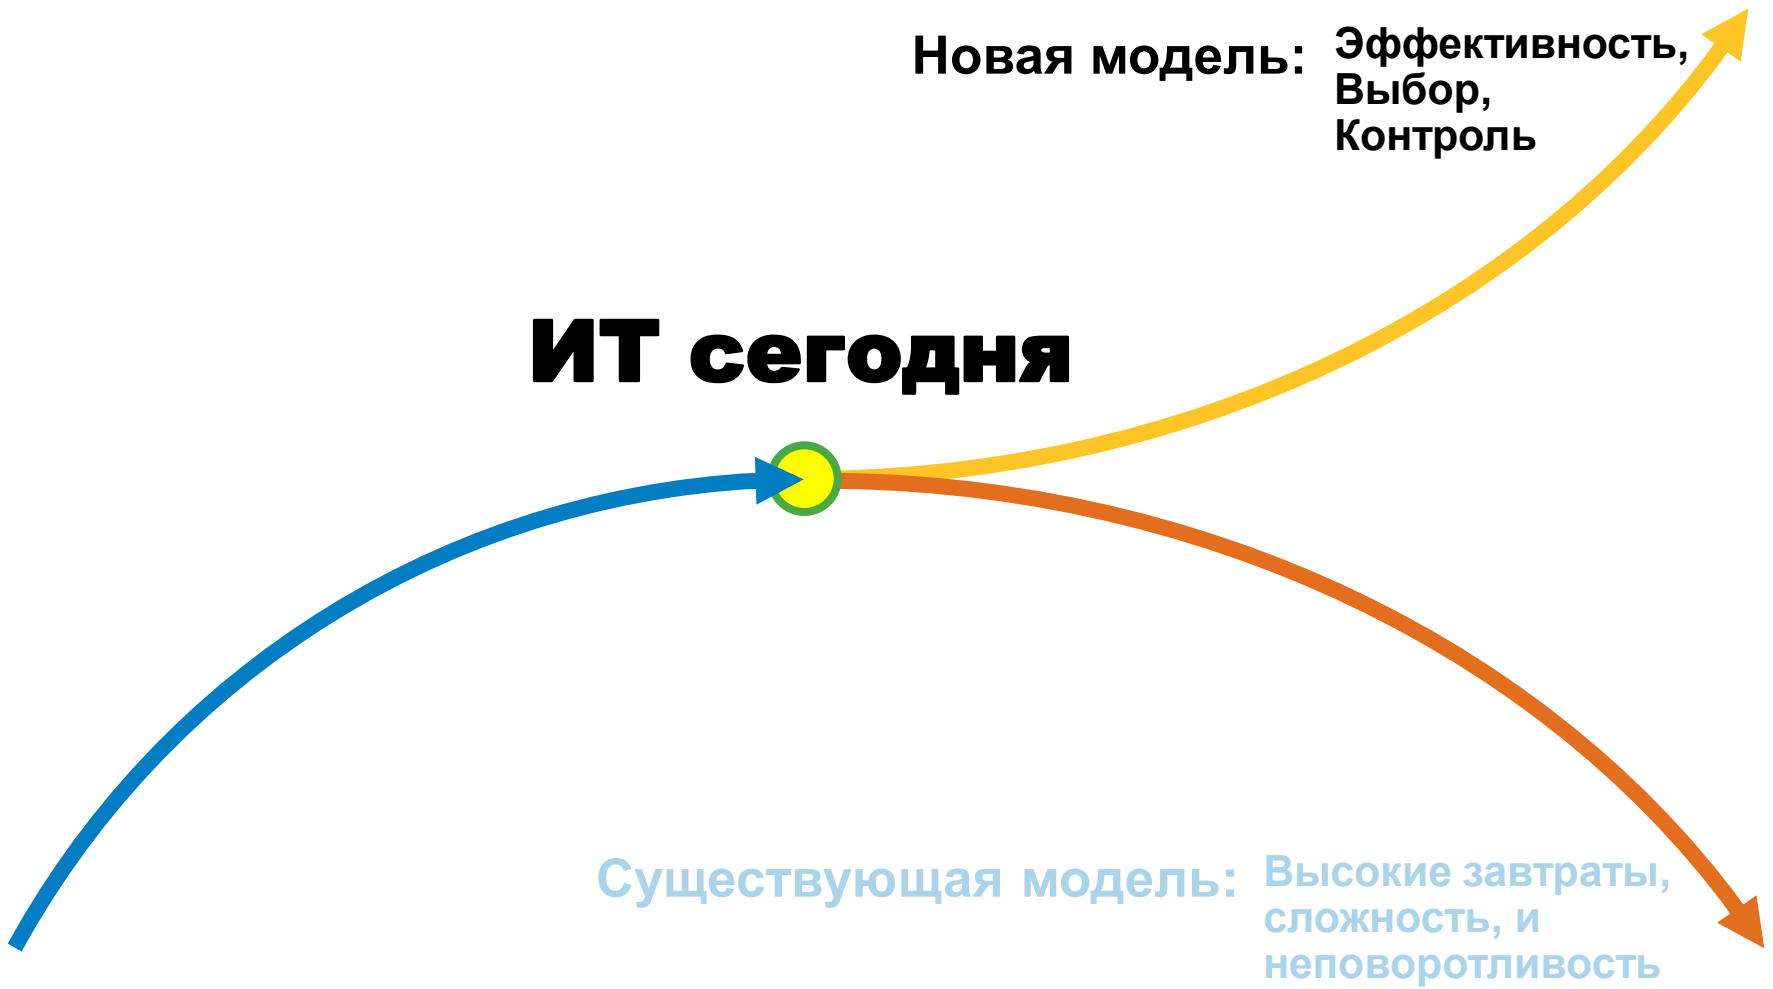 Новая модель:
Эффективность,
Выбор,
Контроль
ИТ сегодня
Существующая модель:
Высокие завтраты,
сложность, и
неповоротливость